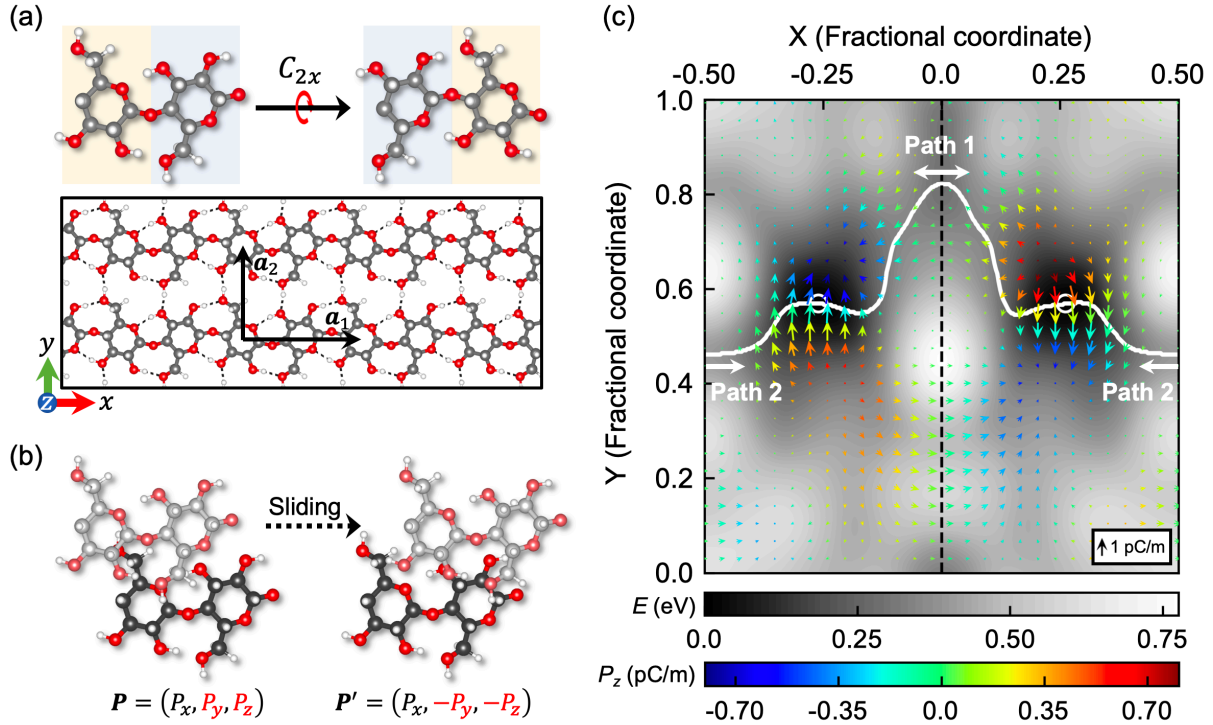 (a)
C2x
a2
a1
y
z
x
(b)
Sliding
P = (Px, Py, Pz)
P′ = (Px, −Py, −Pz)
(c)
X (Fractional coordinate)
-0.50 -0.25 0.0 0.25 0.50
Y (Fractional coordinate)
1.0
0.8
0.6
0.4
0.2
0.0
Path 1
Path 2
Path 2
1 pC/m
E (eV)
0.0 0.25 0.50 0.75
Pz (pC/m)
-0.70 -0.35 0.0 0.35 0.70